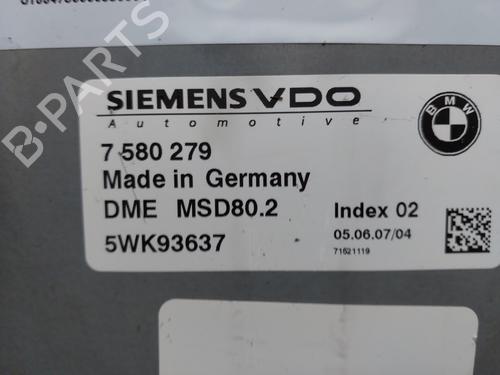 SIEMENS VDO
Automotive
BMW
7 580 279
Made in Germany
DME MSD80.2
Index 02
5WK93637
05.06.07/04
71621119